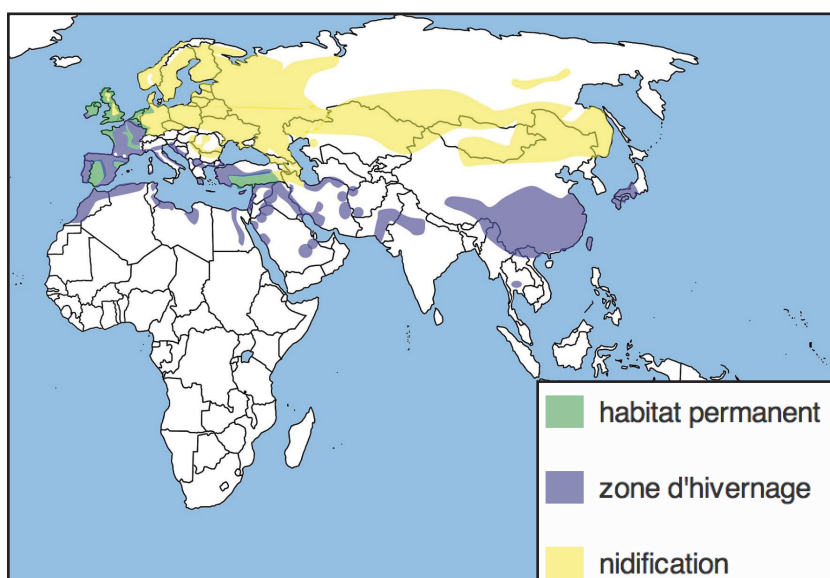 habitat permanent
zone d'hivernage
nidification